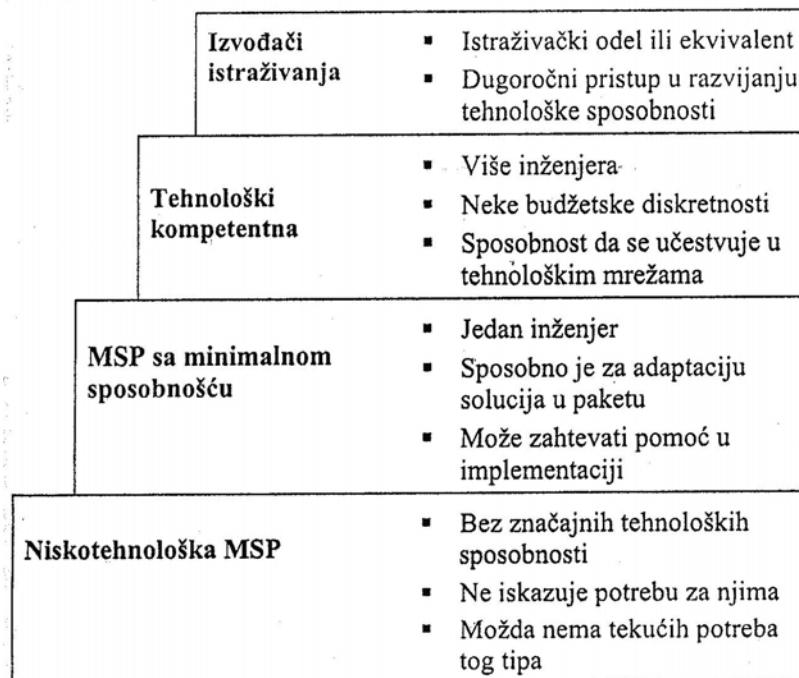 Izvođači
istraživanja
▪ Istraživački odel ili ekvivalent
▪ Dugoročni pristup u razvijanju
tehnološke sposobnosti
Tehnološki
kompetentna
▪ Više inženjera
▪ Neke budžetske diskretnosti
▪ Sposobnost da se učestvuje u
tehnološkim mrežama
MSP sa minimalnom
sposobnošću
▪ Jedan inženjer
▪ Sposobno je za adaptaciju
solucija u paketu
▪ Može zahtevati pomoć u
implementaciji
Niskotehnološka MSP
▪ Bez značajnih tehnoloških
sposobnosti
▪ Ne iskazuje potrebu za njima
▪ Možda nema tekućih potreba
tog tipa